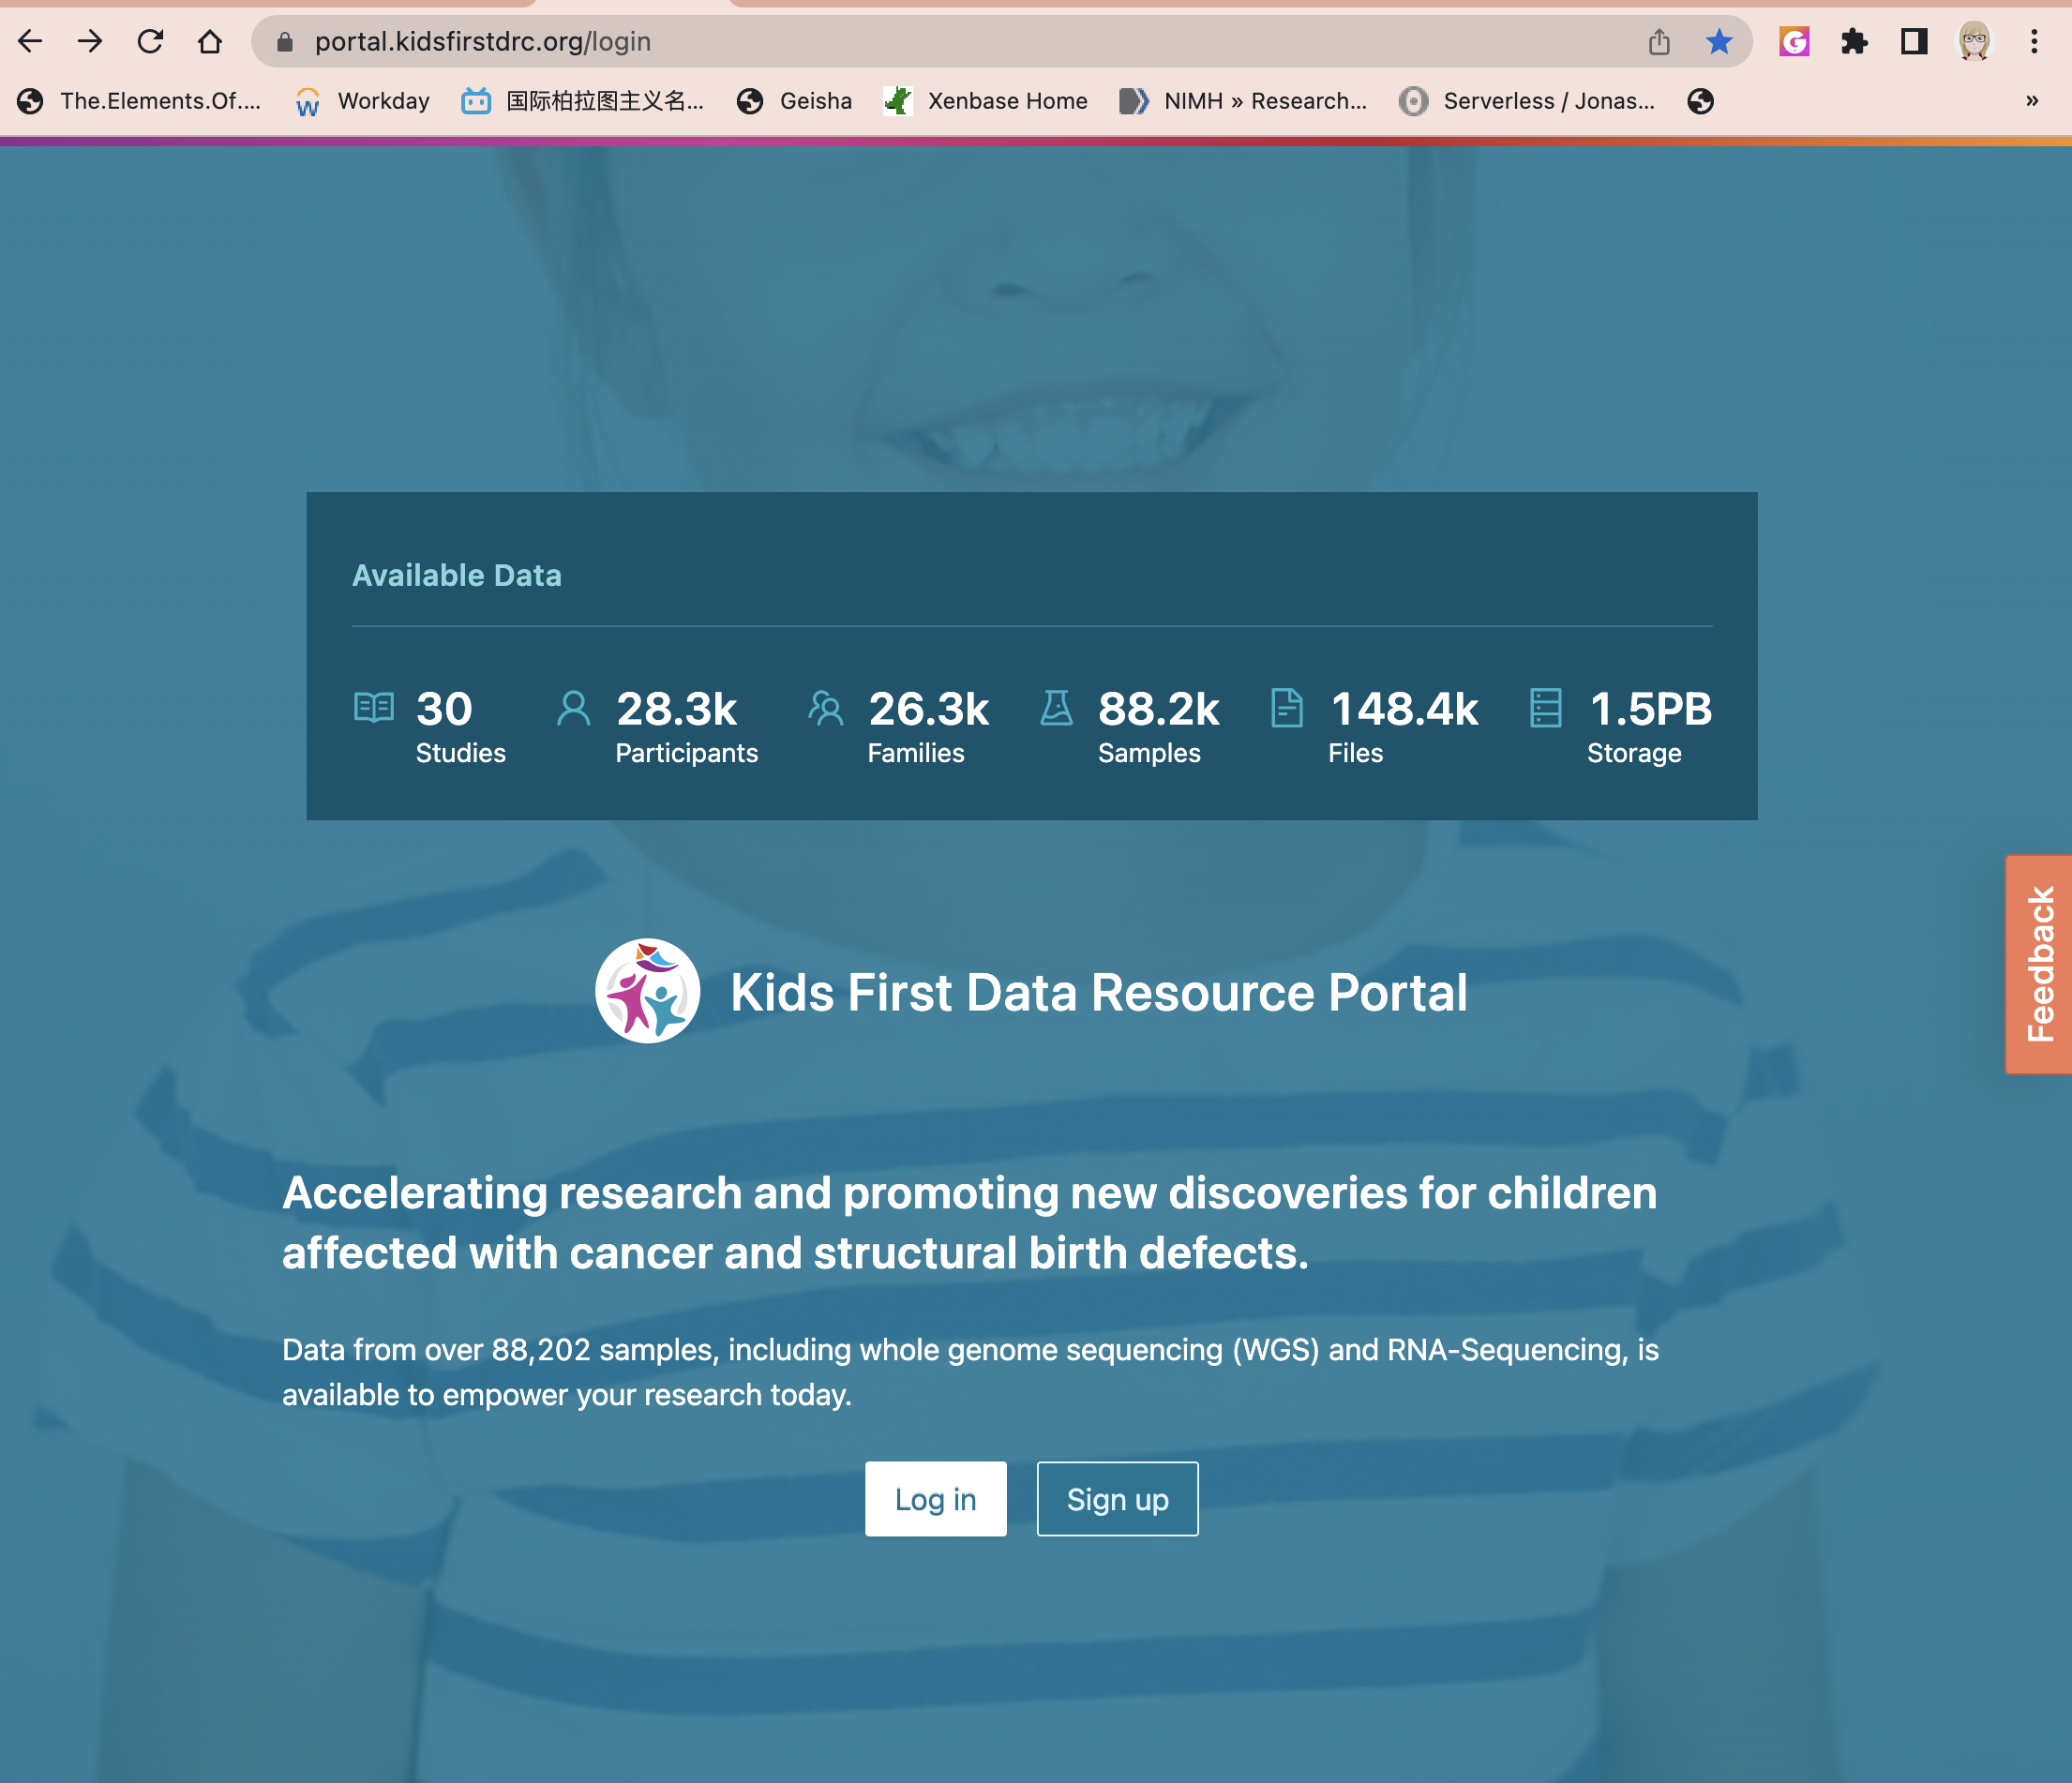 portal.kidsfirstdrc.org/login
The.Elements.Of.... Workday 国际柏拉图主义名... Geisha Xenbase Home NIMH » Research... Serverless / Jonas... »
Available Data
30 28.3k 26.3k 88.2k 148.4k 1.5PB
Studies Participants Families Samples Files Storage
Feedback
Kids First Data Resource Portal
Accelerating research and promoting new discoveries for children
affected with cancer and structural birth defects.
Data from over 88,202 samples, including whole genome sequencing (WGS) and RNA-Sequencing, is
available to empower your research today.
Log in Sign up